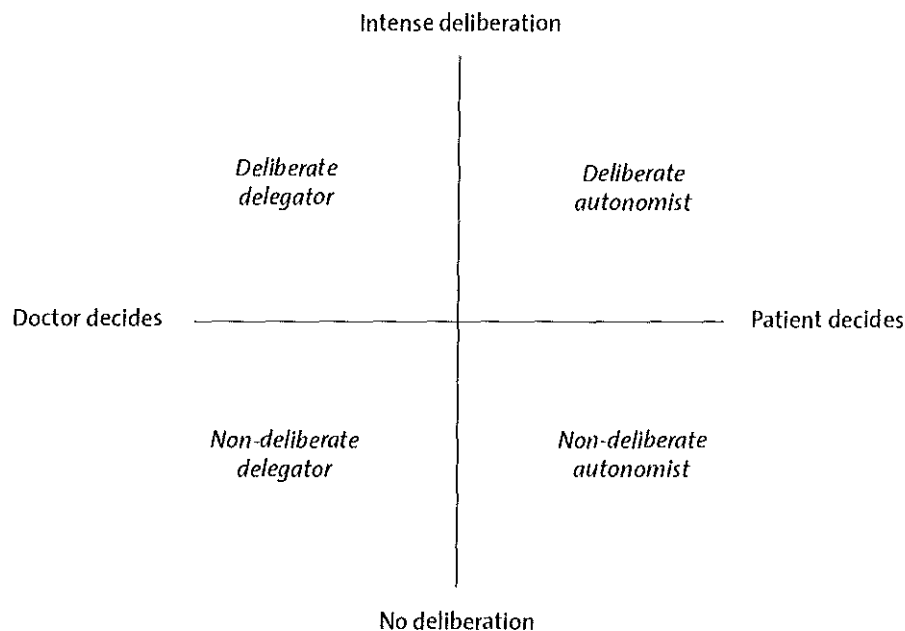 Intense deliberation
Deliberate
delegator
Deliberate
autonomist
Doctor decides
Patient decides
Non-deliberate
delegator
Non-deliberate
autonomist
No deliberation